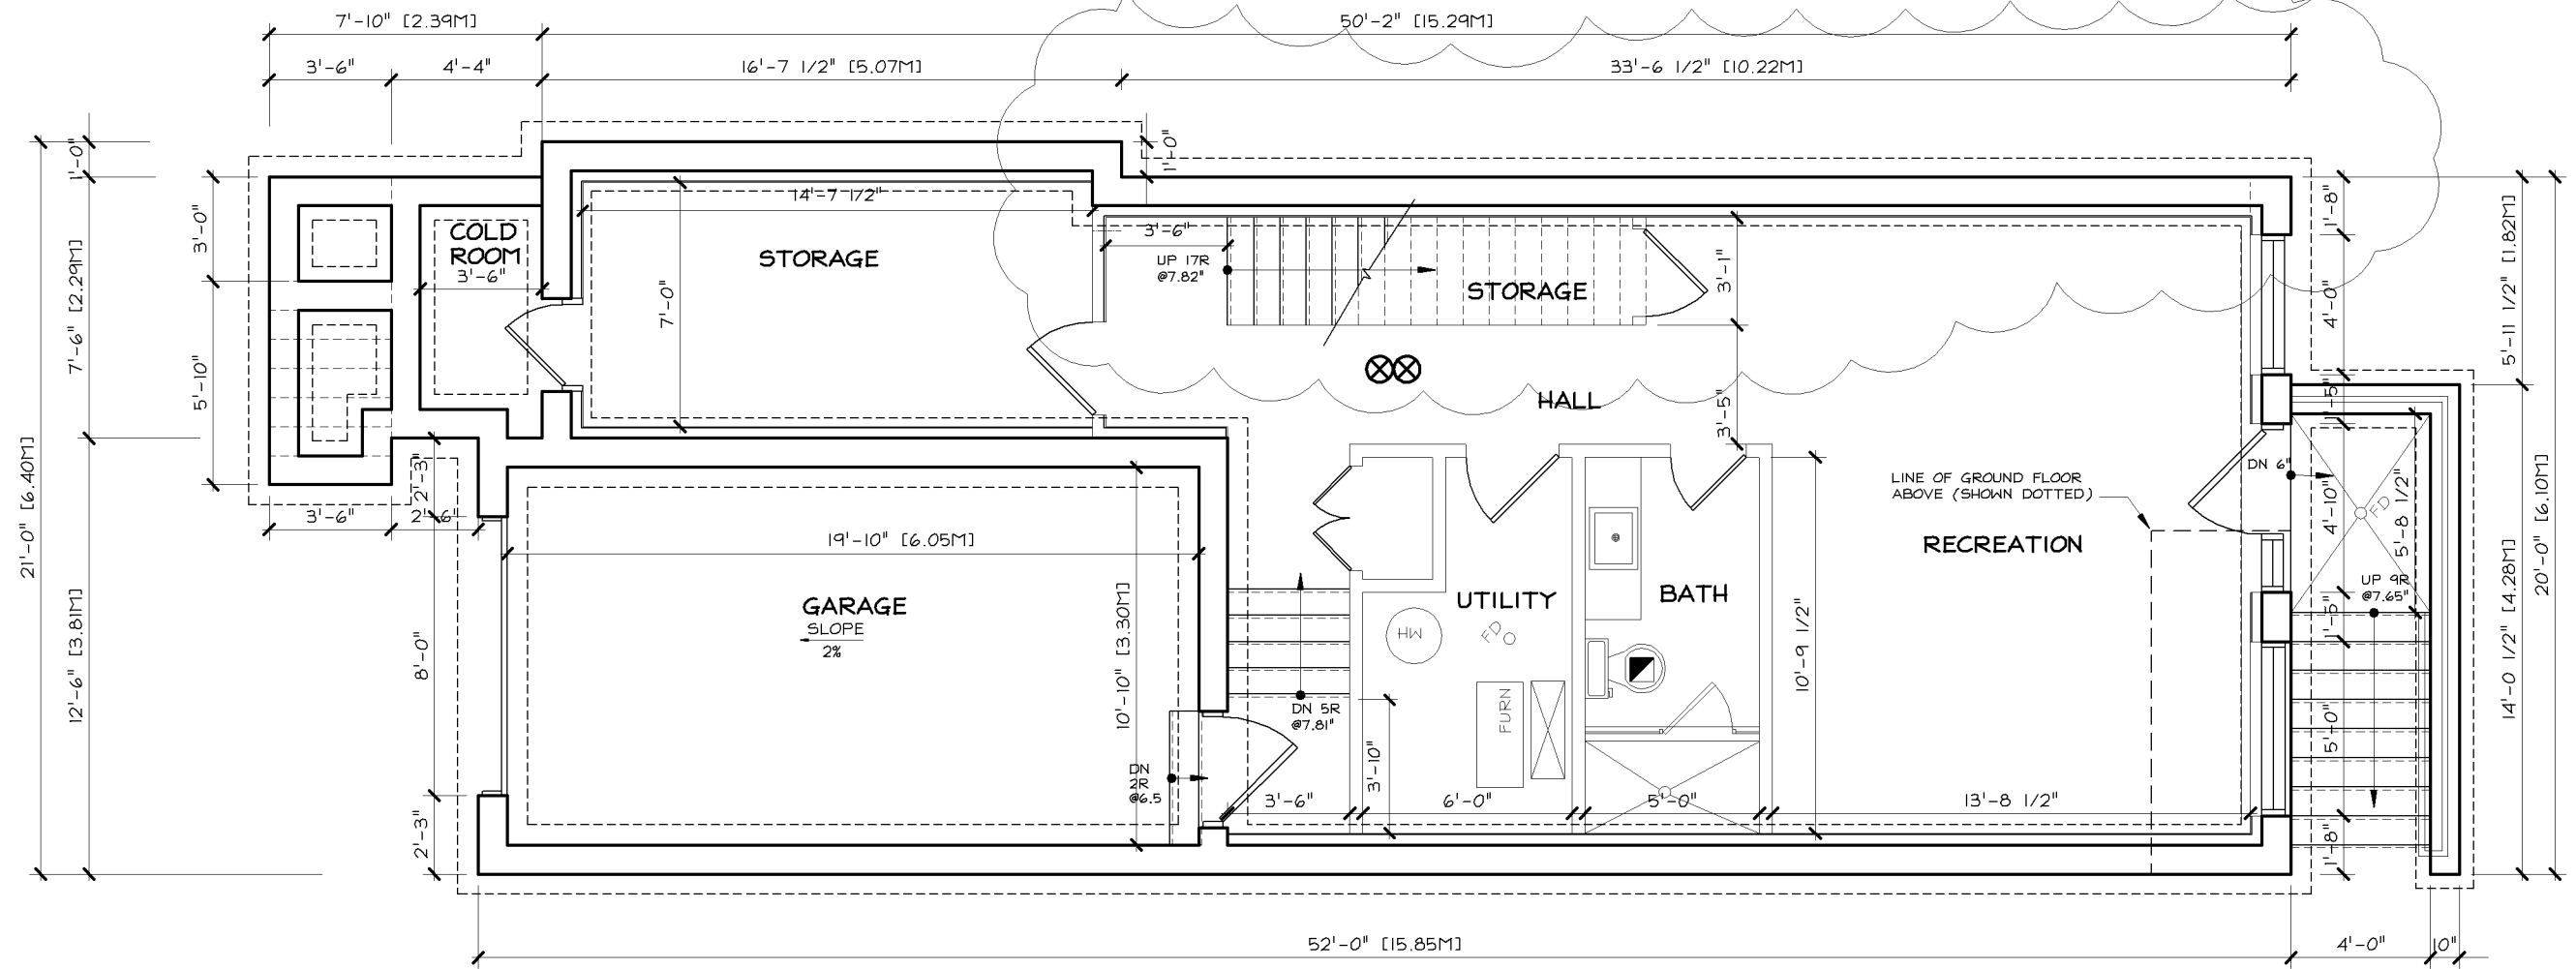 7'-10" [2.39M]
50'-2" [15.29M]
3'-6"
4'-4"
16'-7 1/2" [5.07M]
33'-6 1/2" [10.22M]
1'-0"
1'-0"
14'-7 1/2"
1'-8"
3'-0"
COLD
ROOM
3'-6"
STORAGE
3'-6"
UP 17R
@7.82"
STORAGE
3'-1"
4'-0"
5'-11 1/2" [1.82M]
7'-6" [2.29M]
7'-0"
5'-10"
HALL
3'-5"
1'-5"
21'-0" [6.40M]
2'-3"
3'-6"
2'-6"
19'-10" [6.05M]
LINE OF GROUND FLOOR
ABOVE (SHOWN DOTTED)
DN 6"
4'-10"
FD
5'-8 1/2"
20'-0" [6.10M]
RECREATION
GARAGE
SLOPE
2%
10'-10" [3.30M]
UTILITY
BATH
UP 9R
@7.65"
1'-5"
HW
FD
8'-0"
12'-6" [3.81M]
10'-9 1/2"
14'-0 1/2" [4.28M]
FURN
DN 5R
@7.81"
5'-0"
DN
2R
@6.5
3'-10"
3'-6"
6'-0"
5'-0"
13'-8 1/2"
2'-3"
1'-8"
52'-0" [15.85M]
4'-0"
10"